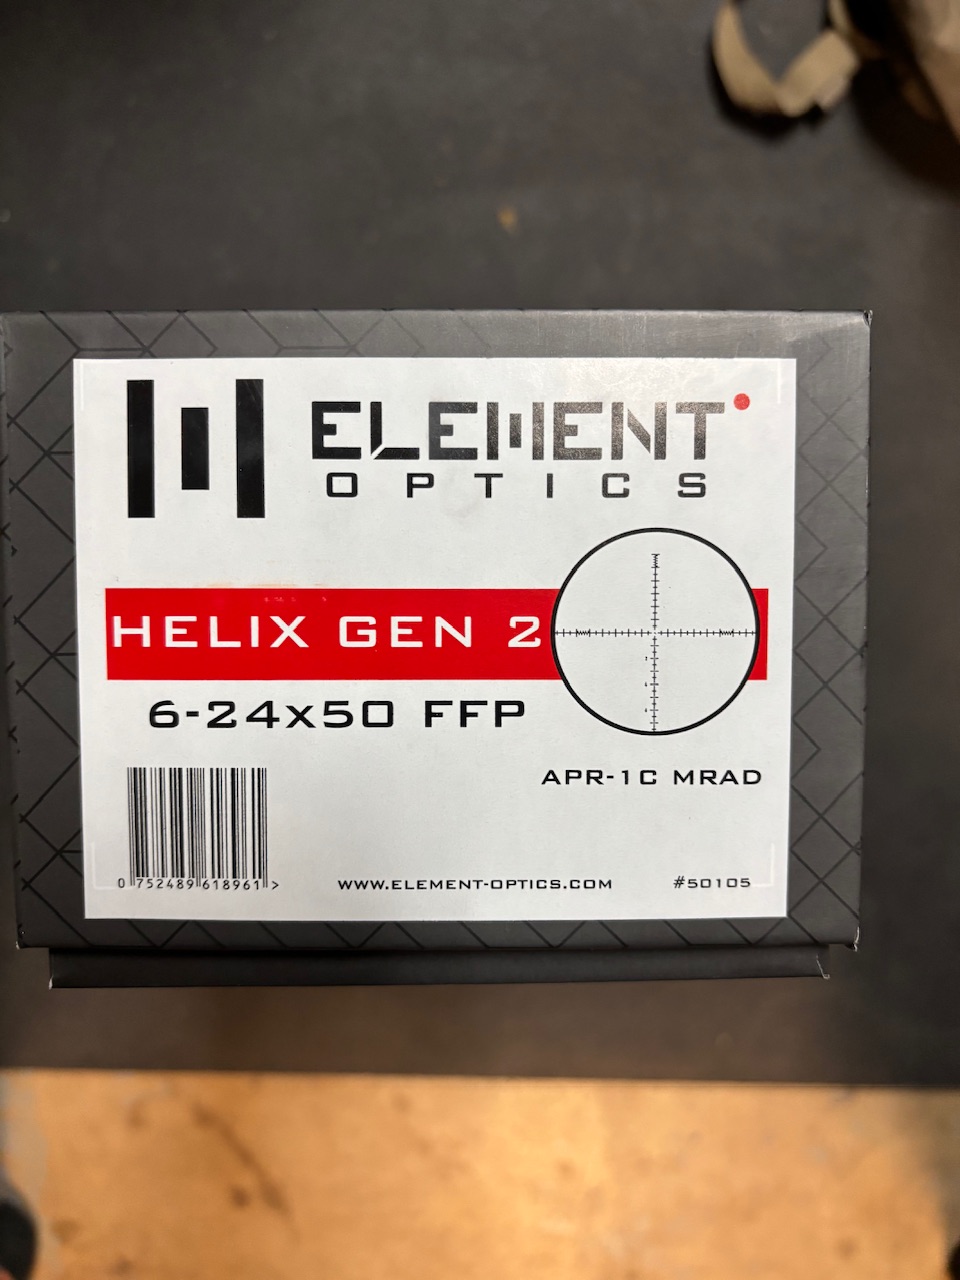 ELEMENT
OPTICS
HELIX GEN 2
6-24x50 FFP
APR-1C MRAD
0 752489 618961 >
WWW.ELEMENT-OPTICS.COM
#50105